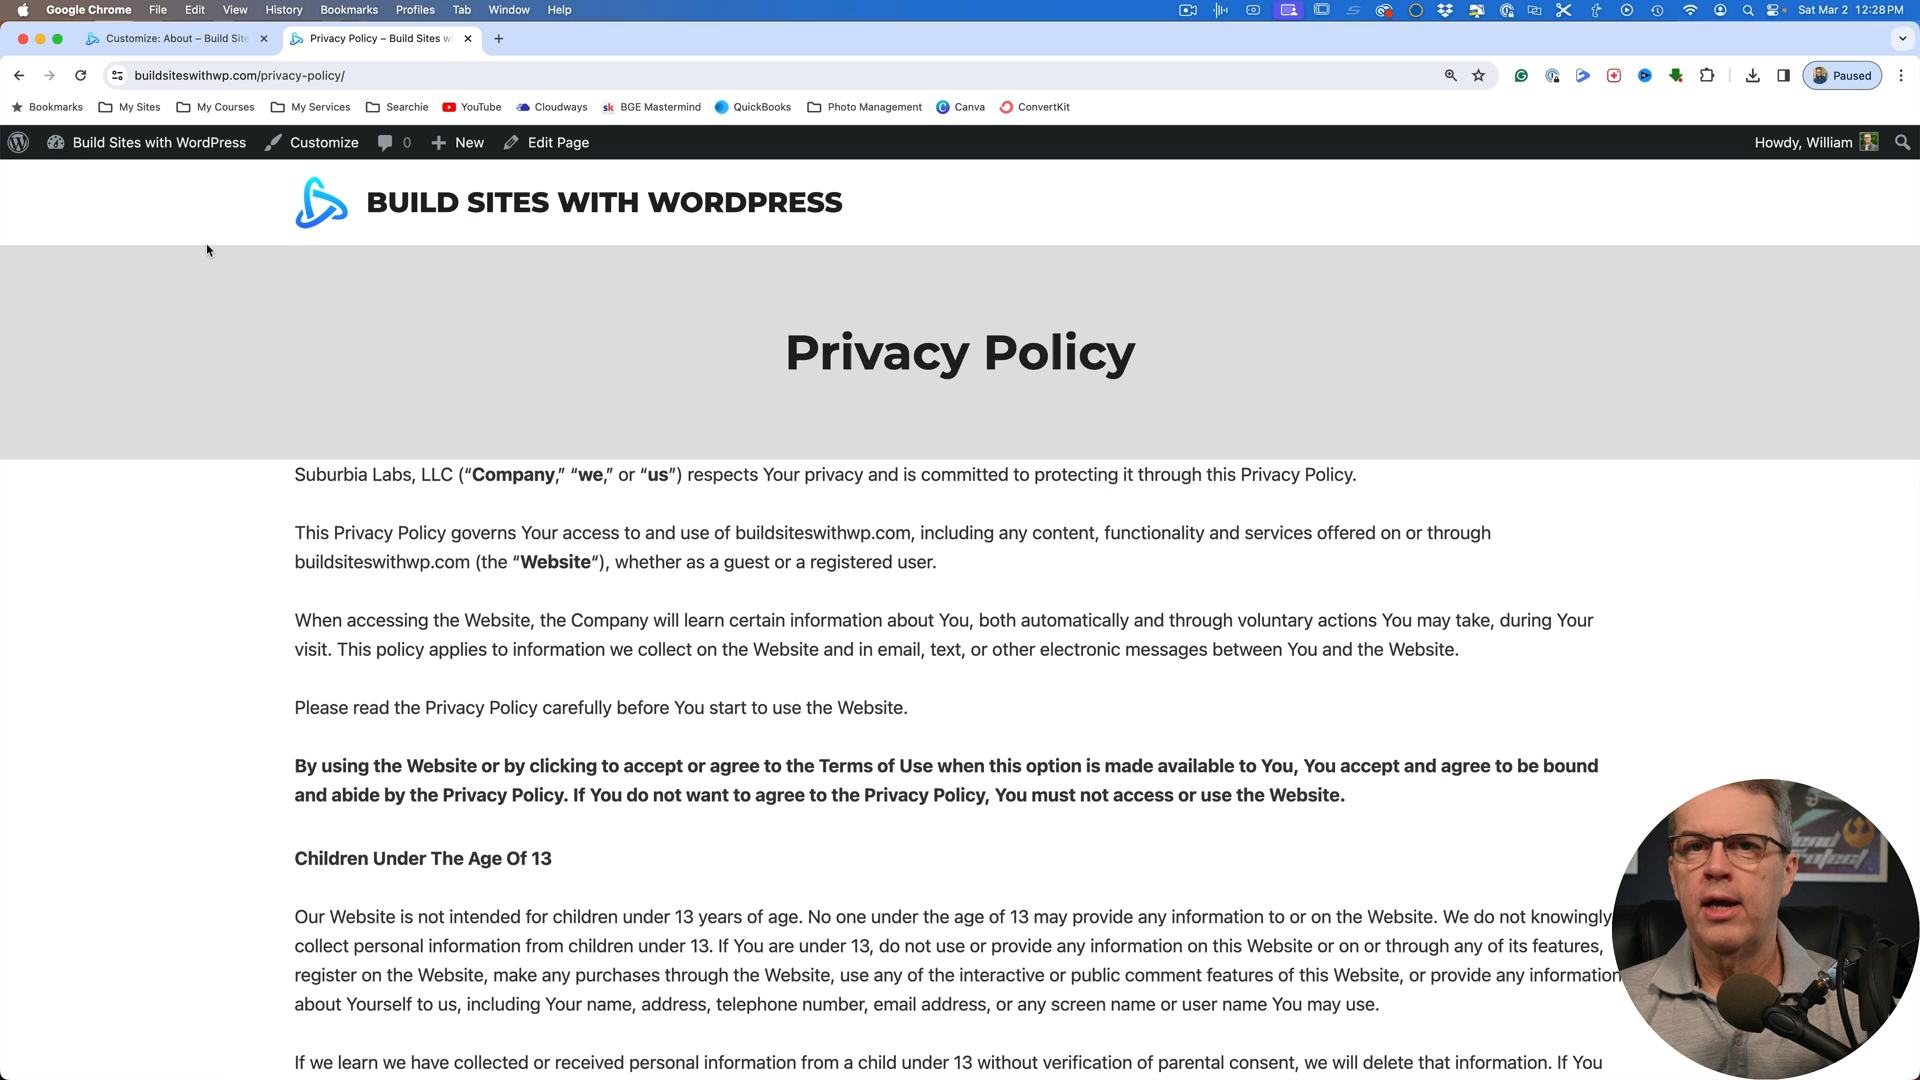 Google Chrome File Edit View History Bookmarks Profiles Tab Window Help Sat Mar 2 12:28 PM
Customize: About – Build Site Privacy Policy – Build Sites w
buildsiteswithwp.com/privacy-policy/ Paused
Bookmarks My Sites My Courses My Services Searchie YouTube Cloudways sk BGE Mastermind QuickBooks Photo Management Canva ConvertKit
Build Sites with WordPress Customize 0 New Edit Page Howdy, William
BUILD SITES WITH WORDPRESS
Privacy Policy
Suburbia Labs, LLC (“Company,” “we,” or “us”) respects Your privacy and is committed to protecting it through this Privacy Policy.
This Privacy Policy governs Your access to and use of buildsiteswithwp.com, including any content, functionality and services offered on or through
buildsiteswithwp.com (the “Website“), whether as a guest or a registered user.
When accessing the Website, the Company will learn certain information about You, both automatically and through voluntary actions You may take, during Your
visit. This policy applies to information we collect on the Website and in email, text, or other electronic messages between You and the Website.
Please read the Privacy Policy carefully before You start to use the Website.
By using the Website or by clicking to accept or agree to the Terms of Use when this option is made available to You, You accept and agree to be bound
and abide by the Privacy Policy. If You do not want to agree to the Privacy Policy, You must not access or use the Website.
Children Under The Age Of 13
Our Website is not intended for children under 13 years of age. No one under the age of 13 may provide any information to or on the Website. We do not knowingly
collect personal information from children under 13. If You are under 13, do not use or provide any information on this Website or on or through any of its features,
register on the Website, make any purchases through the Website, use any of the interactive or public comment features of this Website, or provide any information
about Yourself to us, including Your name, address, telephone number, email address, or any screen name or user name You may use.
If we learn we have collected or received personal information from a child under 13 without verification of parental consent, we will delete that information. If You